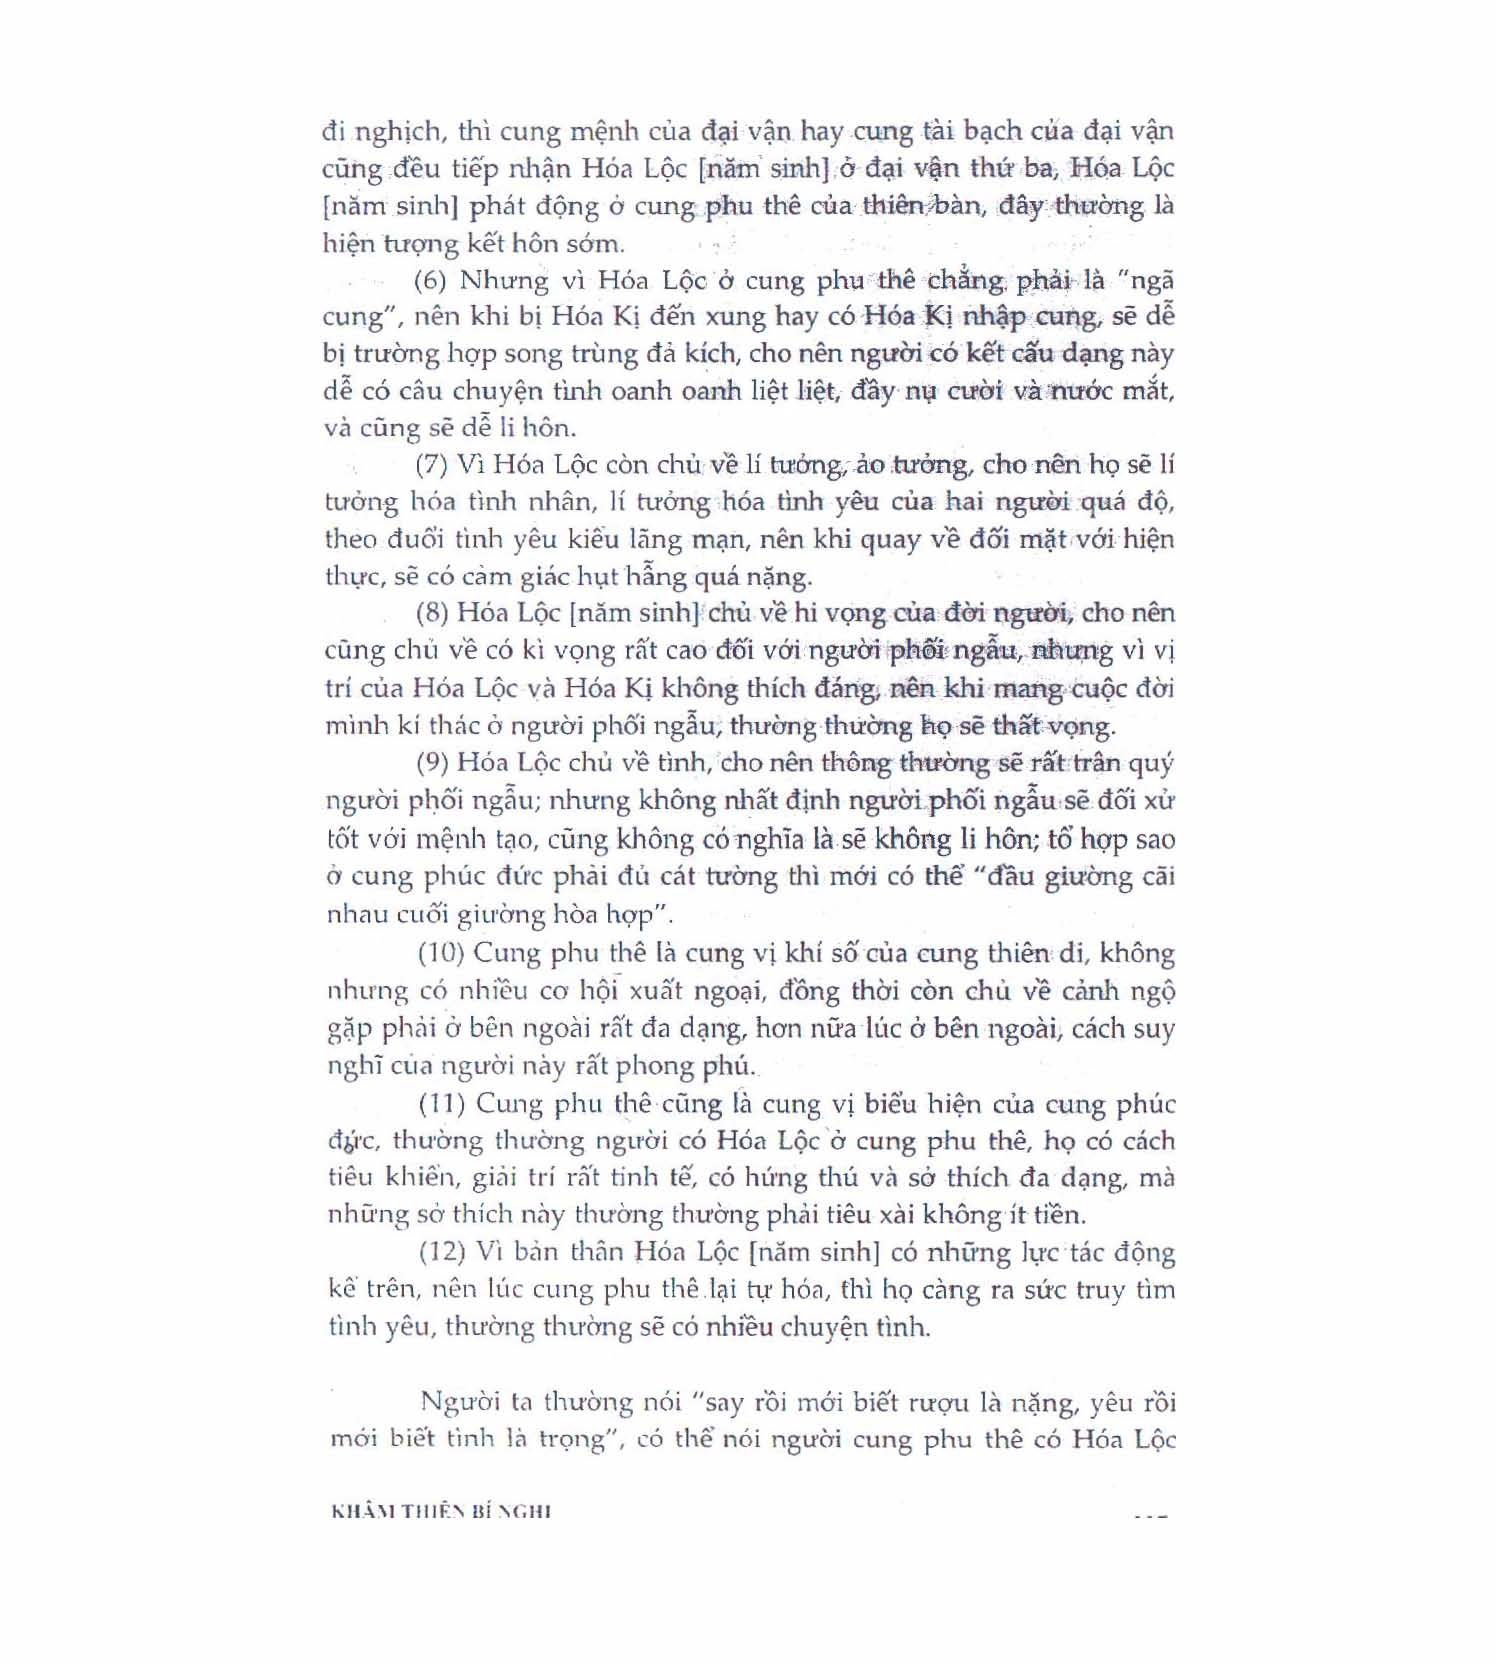 đi nghịch, thì cung mệnh của đại vận hay cung tài bạch của đại vận
cũng đều tiếp nhận Hóa Lộc [năm sinh] ở đại vận thứ ba, Hóa Lộc
[năm sinh] phát động ở cung phu thê của thiên bàn, đây thường là
hiện tượng kết hôn sớm.
(6) Nhưng vì Hóa Lộc ở cung phu thê chẳng phải là "ngã
cung", nên khi bị Hóa Kị đến xung hay có Hóa Kị nhập cung, sẽ dễ
bị trường hợp song trùng đả kích, cho nên người có kết cấu dạng này
dễ có câu chuyện tình oanh oanh liệt liệt, đầy nụ cười và nước mắt,
và cũng sẽ dễ li hôn.
(7) Vì Hóa Lộc còn chủ về lí tưởng, ảo tưởng, cho nên họ sẽ lí
tưởng hóa tình nhân, lí tưởng hóa tình yêu của hai người quá độ,
theo đuổi tình yêu kiểu lãng mạn, nên khi quay về đối mặt với hiện
thực, sẽ có cảm giác hụt hẫng quá nặng.
(8) Hóa Lộc [năm sinh] chủ về hi vọng của đời người, cho nên
cũng chủ về có kì vọng rất cao đối với người phối ngẫu, nhưng vì vị
trí của Hóa Lộc và Hóa Kị không thích đáng, nên khi mang cuộc đời
mình kí thác ở người phối ngẫu, thường thường họ sẽ thất vọng.
(9) Hóa Lộc chủ về tình, cho nên thông thường sẽ rất trân quý
người phối ngẫu; nhưng không nhất định người phối ngẫu sẽ đối xử
tốt với mệnh tạo, cũng không có nghĩa là sẽ không li hôn; tổ hợp sao
ở cung phúc đức phải đủ cát tường thì mới có thể "đầu giường cãi
nhau cuối giường hòa hợp".
(10) Cung phu thê là cung vị khí số của cung thiên di, không
nhưng có nhiều cơ hội xuất ngoại, đồng thời còn chủ về cảnh ngộ
gặp phải ở bên ngoài rất đa dạng, hơn nữa lúc ở bên ngoài, cách suy
nghĩ của người này rất phong phú.
(11) Cung phu thê cũng là cung vị biểu hiện của cung phúc
đức, thường thường người có Hóa Lộc ở cung phu thê, họ có cách
tiêu khiển, giải trí rất tinh tế, có hứng thú và sở thích đa dạng, mà
những sở thích này thường thường phải tiêu xài không ít tiền.
(12) Vì bản thân Hóa Lộc [năm sinh] có những lực tác động
kể trên, nên lúc cung phu thê lại tự hóa, thì họ càng ra sức truy tìm
tình yêu, thường thường sẽ có nhiều chuyện tình.
Người ta thường nói "say rồi mới biết rượu là nặng, yêu rồi
mới biết tình là trọng", có thể nói người cung phu thê có Hóa Lộc
KHÂM THIÊN BÍ NGHI